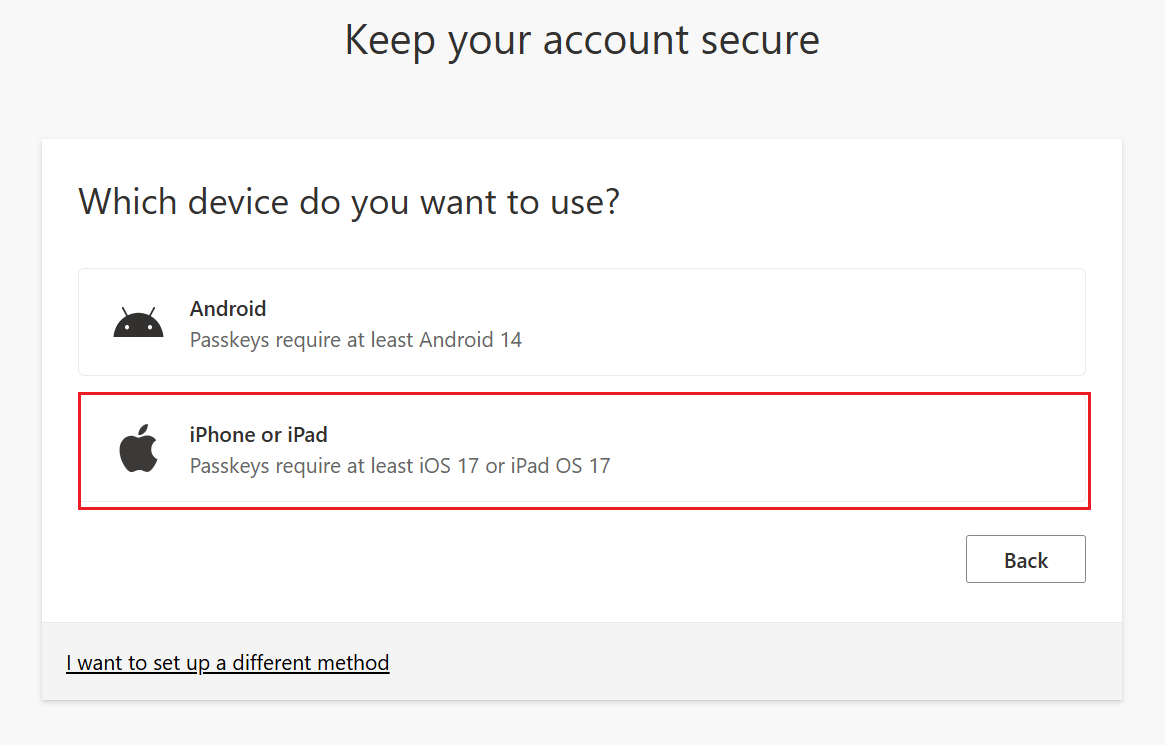 Keep your account secure
Which device do you want to use?
Android
Passkeys require at least Android 14
iPhone or iPad
Passkeys require at least iOS 17 or iPad OS 17
Back
I want to set up a different method